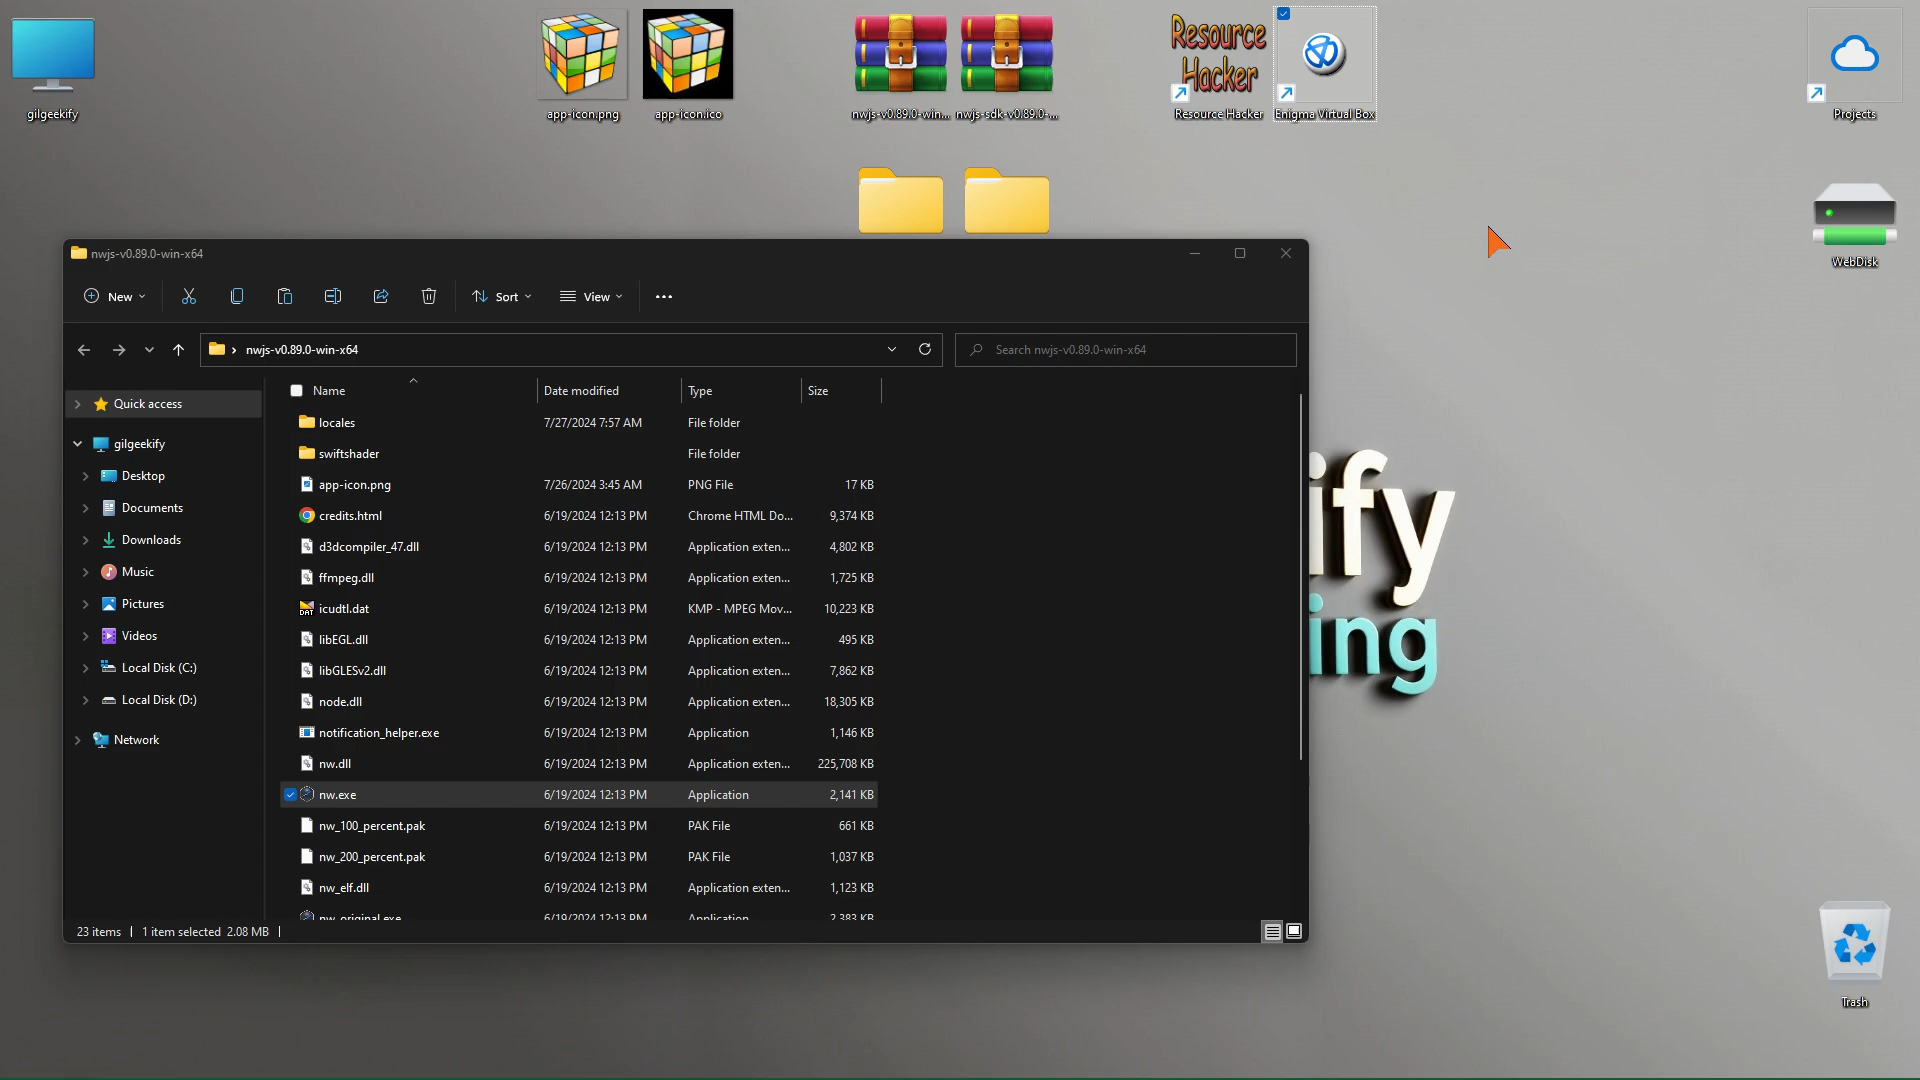 gilgeekify
app-icon.png
app-icon.ico
nwjs-v0.89.0-win...
nwjs-sdk-v0.89.0-...
Resource Hacker
Resource Hacker
Enigma Virtual Box
Projects
WebDisk
nwjs-v0.89.0-win-x64
New
Sort
View
nwjs-v0.89.0-win-x64
Search nwjs-v0.89.0-win-x64
Name Date modified Type Size
Quick access
gilgeekify
Desktop
Documents
Downloads
Music
Pictures
Videos
Local Disk (C:)
Local Disk (D:)
Network
locales 7/27/2024 7:57 AM File folder
swiftshader File folder
app-icon.png 7/26/2024 3:45 AM PNG File 17 KB
credits.html 6/19/2024 12:13 PM Chrome HTML Do... 9,374 KB
d3dcompiler_47.dll 6/19/2024 12:13 PM Application exten... 4,802 KB
ffmpeg.dll 6/19/2024 12:13 PM Application exten... 1,725 KB
DAT icudtl.dat 6/19/2024 12:13 PM KMP - MPEG Mov... 10,223 KB
libEGL.dll 6/19/2024 12:13 PM Application exten... 495 KB
libGLESv2.dll 6/19/2024 12:13 PM Application exten... 7,862 KB
node.dll 6/19/2024 12:13 PM Application exten... 18,305 KB
notification_helper.exe 6/19/2024 12:13 PM Application 1,146 KB
nw.dll 6/19/2024 12:13 PM Application exten... 225,708 KB
nw.exe 6/19/2024 12:13 PM Application 2,141 KB
nw_100_percent.pak 6/19/2024 12:13 PM PAK File 661 KB
nw_200_percent.pak 6/19/2024 12:13 PM PAK File 1,037 KB
nw_elf.dll 6/19/2024 12:13 PM Application exten... 1,123 KB
nw_original.exe 6/19/2024 12:13 PM Application 2,383 KB
23 items 1 item selected 2.08 MB
ify
ing
Trash